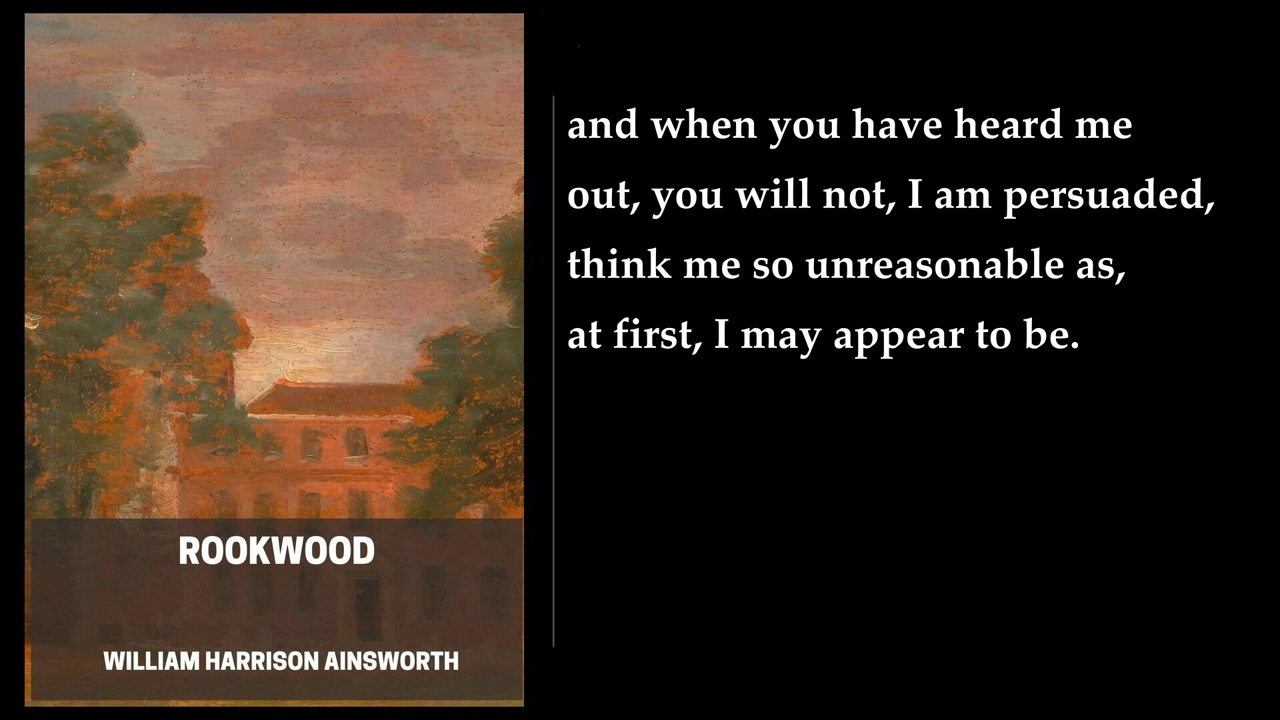 ROOKWOOD
WILLIAM HARRISON AINSWORTH
and when you have heard me
out, you will not, I am persuaded,
think me so unreasonable as,
at first, I may appear to be.